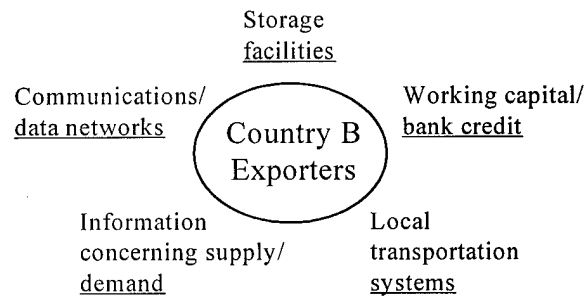 Storage
facilities
Communications/
data networks
Working capital/
bank credit
Country B
Exporters
Information
concerning supply/
demand
Local
transportation
systems